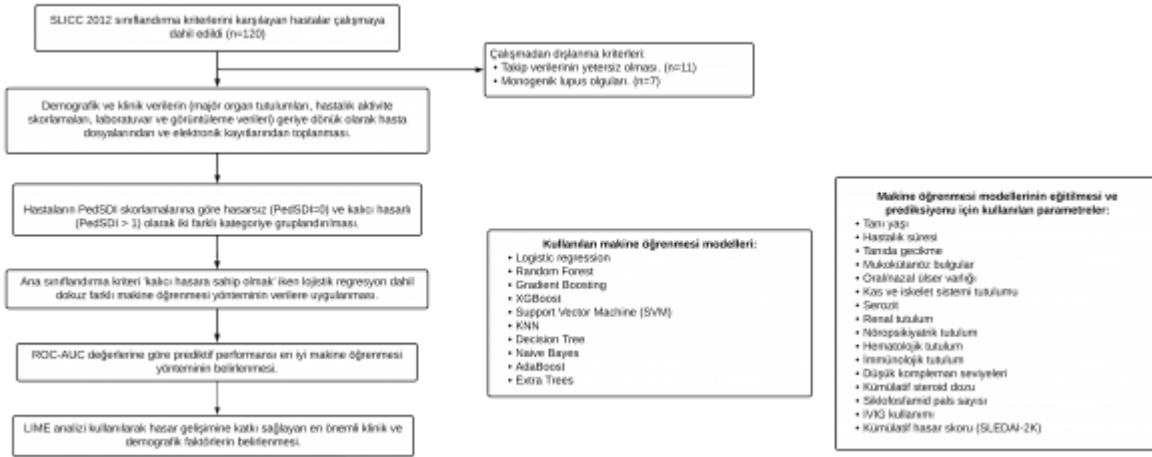 SLICC 2012 sınıflandırma kriterlerini karşılayan hastalar çalışmaya
dahil edildi (n=120)
Çalışmadan dışlanma kriterleri:
• Takip verilerinin yetersiz olması. (n=11)
• Monogenik lupus olguları. (n=7)
Demografik ve klinik verilerin (majör organ tutulumları, hastalık aktivite
skorlamaları, laboratuvar ve görüntüleme verileri) geriye dönük olarak hasta
dosyalarından ve elektronik kayıtlarından toplanması.
Hastaların PedSDI skorlamalarına göre hasarsız (PedSDI=0) ve kalıcı hasarlı
(PedSDI > 1) olarak iki farklı kategoriye gruplandırılması.
Ana sınıflandırma kriteri 'kalıcı hasara sahip olmak' iken lojistik regresyon dahil
dokuz farklı makine öğrenmesi yönteminin verilere uygulanması.
ROC-AUC değerlerine göre prediktif performansı en iyi makine öğrenmesi
yönteminin belirlenmesi.
LIME analizi kullanılarak hasar gelişimine katkı sağlayan en önemli klinik ve
demografik faktörlerin belirlenmesi.
Kullanılan makine öğrenmesi modelleri:
• Logistic regression
• Random Forest
• Gradient Boosting
• XGBoost
• Support Vector Machine (SVM)
• KNN
• Decision Tree
• Naive Bayes
• AdaBoost
• Extra Trees
Makine öğrenmesi modellerinin eğitilmesi ve
prediksiyonu için kullanılan parametreler:
• Tanı yaşı
• Hastalık süresi
• Tanıda gecikme
• Mukokütanöz bulgular
• Oral/nazal ülser varlığı
• Kas ve iskelet sistemi tutulumu
• Serozit
• Renal tutulum
• Nöropsikiyatrik tutulum
• Hematolojik tutulum
• İmmünolojik tutulum
• Düşük kompleman seviyeleri
• Kümülatif steroid dozu
• Siklofosfamid pals sayısı
• IVIG kullanımı
• Kümülatif hasar skoru (SLEDAI-2K)